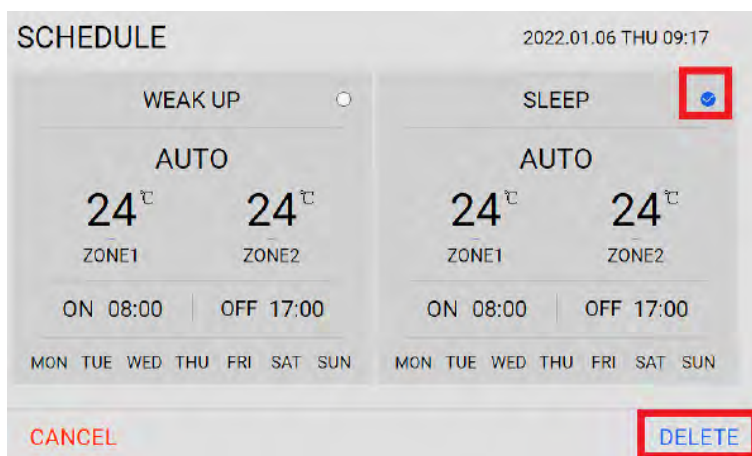 SCHEDULE
2022.01.06 THU 09:17
WEAK UP
AUTO
24℃ 24℃
ZONE1 ZONE2
ON 08:00 OFF 17:00
MON TUE WED THU FRI SAT SUN
SLEEP
AUTO
24℃ 24℃
ZONE1 ZONE2
ON 08:00 OFF 17:00
MON TUE WED THU FRI SAT SUN
CANCEL
DELETE